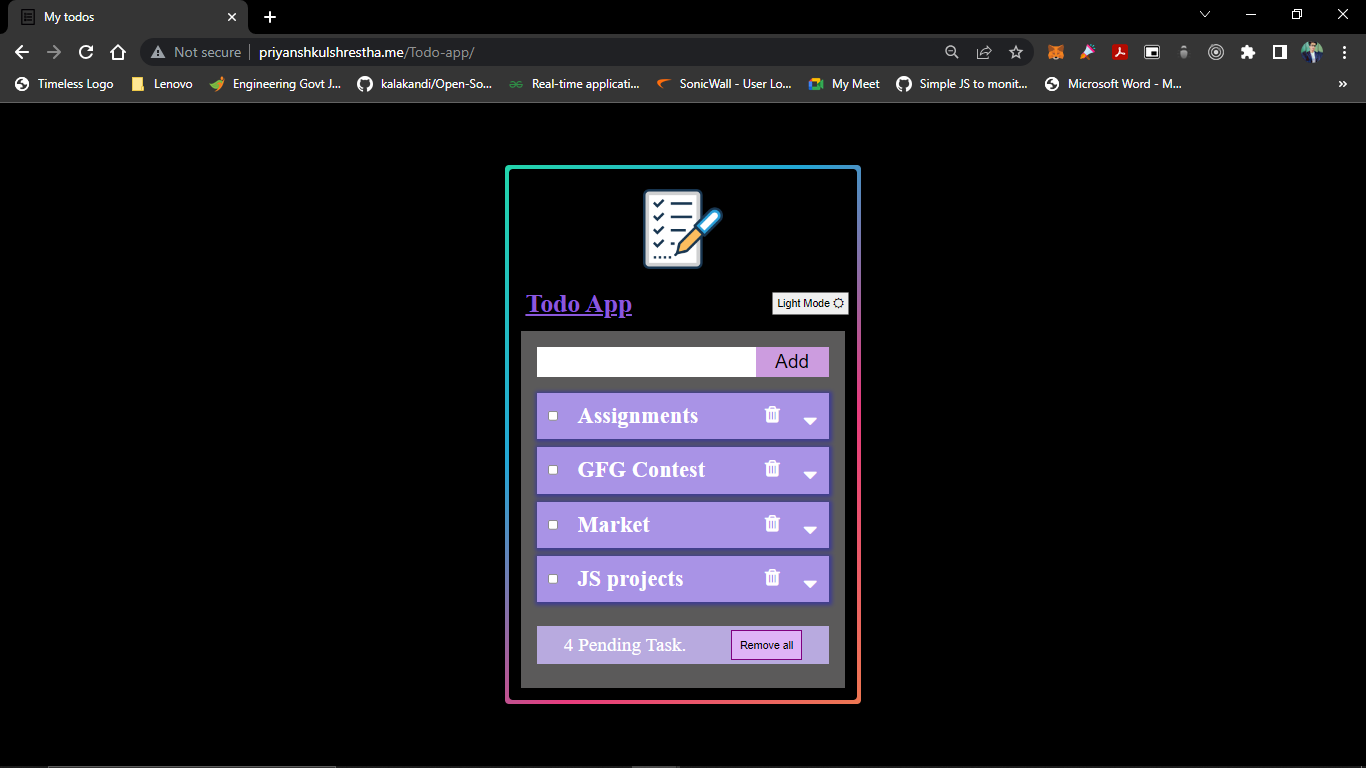 My todos
Not secure priyanshkulshrestha.me/Todo-app/
Timeless Logo Lenovo Engineering Govt J... kalakandi/Open-So... Real-time applicati... SonicWall - User Lo... My Meet Simple JS to monit... Microsoft Word - M... »
Todo App
Light Mode
Add
Assignments
GFG Contest
Market
JS projects
4 Pending Task.
Remove all